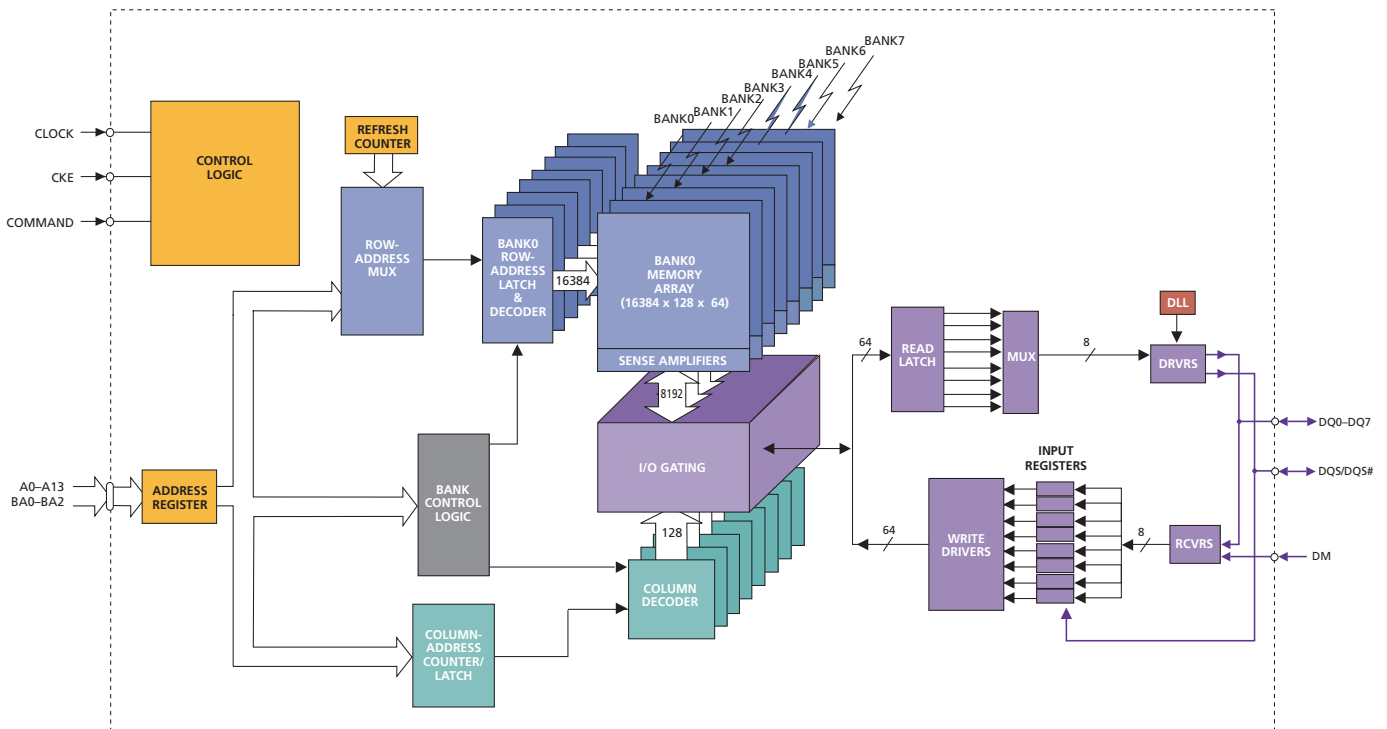 CLOCK
CKE
COMMAND
CONTROL
LOGIC
REFRESH
COUNTER
ROW-
ADDRESS
MUX
BANK0
ROW-
ADDRESS
LATCH
&
DECODER
16384
BANK0
BANK1
BANK2
BANK3
BANK4
BANK5
BANK6
BANK7
BANK0
MEMORY
ARRAY
(16384 x 128 x 64)
SENSE AMPLIFIERS
8192
I/O GATING
128
COLUMN
DECODER
A0–A13
BA0–BA2
ADDRESS
REGISTER
BANK
CONTROL
LOGIC
COLUMN-
ADDRESS
COUNTER/
LATCH
64
READ
LATCH
MUX
8
DLL
DRVRS
DQ0–DQ7
DQS/DQS#
INPUT
REGISTERS
64
WRITE
DRIVERS
8
RCVRS
DM